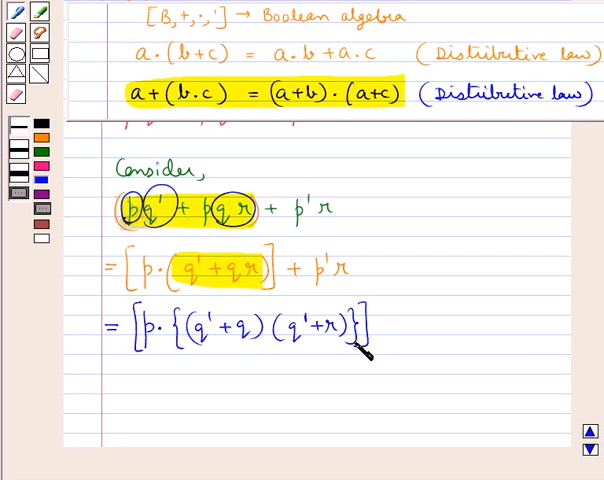 [B,+,·,'] → Boolean algebra
a·(b+c) = a·b + a·c (Distributive law)
a+(b·c) = (a+b)·(a+c) (Distributive law)
Consider,
(pq' + pqr) + p'r
= [p·(q' + qr)] + p'r
= [p·{(q'+q)(q'+r)}]